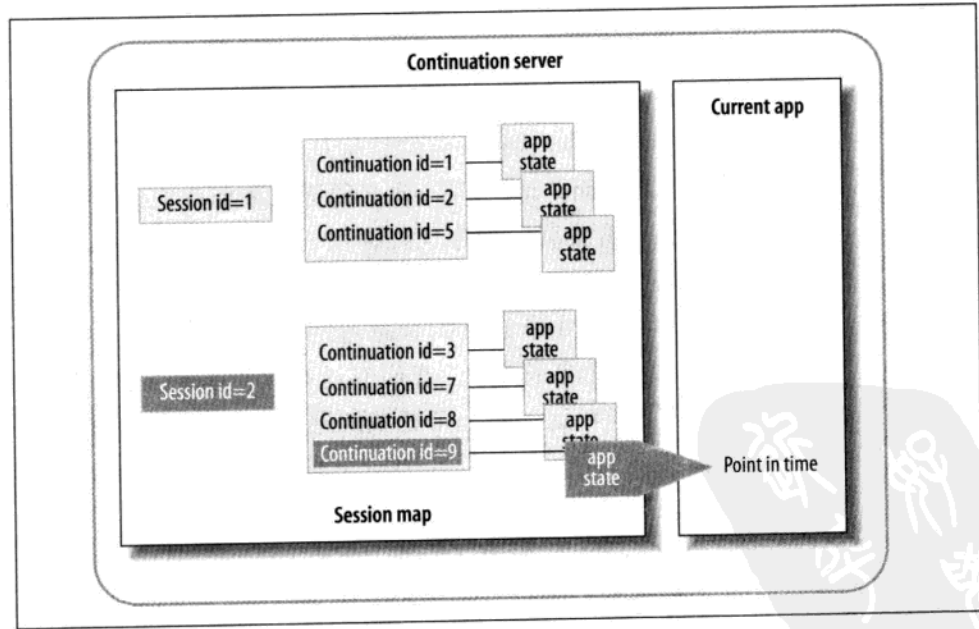 Continuation server
Current app
Session id=1
Continuation id=1
app
state
Continuation id=2
app
state
Continuation id=5
app
state
Session id=2
Continuation id=3
app
state
Continuation id=7
app
state
Continuation id=8
app
state
Continuation id=9
app
state
Point in time
Session map